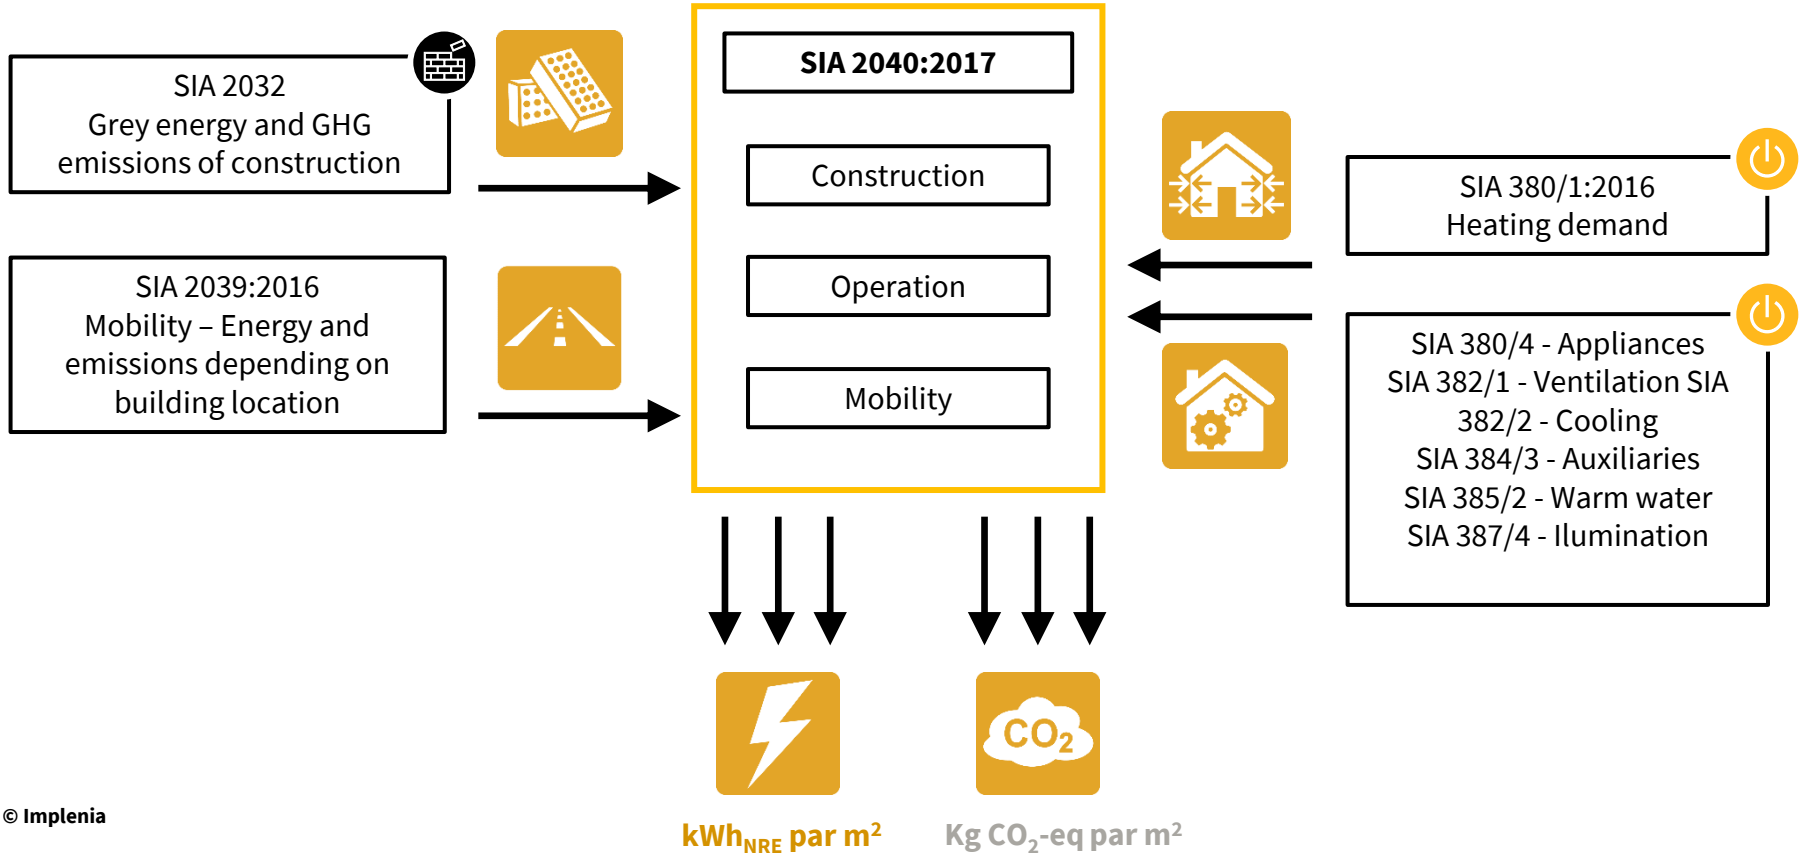 SIA 2032
Grey energy and GHG
emissions of construction
SIA 2039:2016
Mobility – Energy and
emissions depending on
building location
SIA 2040:2017
Construction
Operation
Mobility
SIA 380/1:2016
Heating demand
SIA 380/4 - Appliances
SIA 382/1 - Ventilation SIA
382/2 - Cooling
SIA 384/3 - Auxiliaries
SIA 385/2 - Warm water
SIA 387/4 - Ilumination
CO₂
kWh_NRE par m²
Kg CO₂-eq par m²
© Implenia